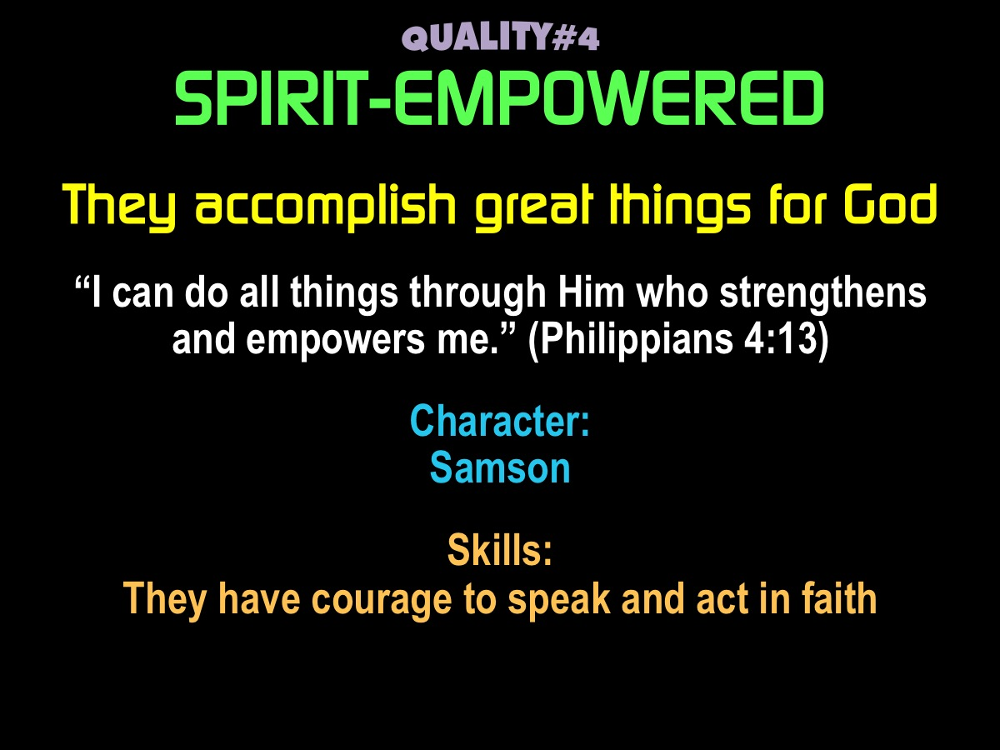 QUALITY#4
SPIRIT-EMPOWERED
They accomplish great things for God
“I can do all things through Him who strengthens
and empowers me.” (Philippians 4:13)
Character:
Samson
Skills:
They have courage to speak and act in faith